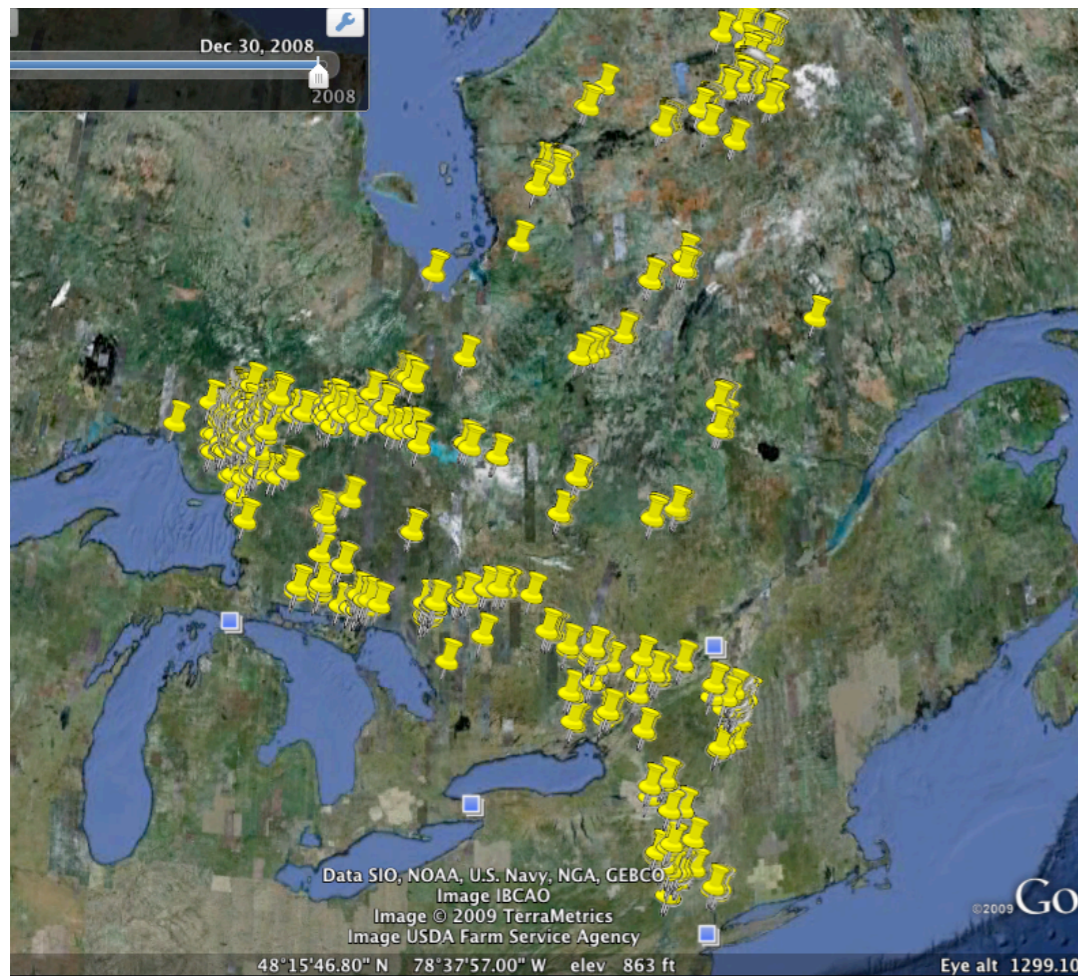 Dec 30, 2008
2008
Data SIO, NOAA, U.S. Navy, NGA, GEBCO
Image IBCAO
Image © 2009 TerraMetrics
Image USDA Farm Service Agency
©2009 Go
48°15'46.80" N 78°37'57.00" W elev 863 ft Eye alt 1299.10